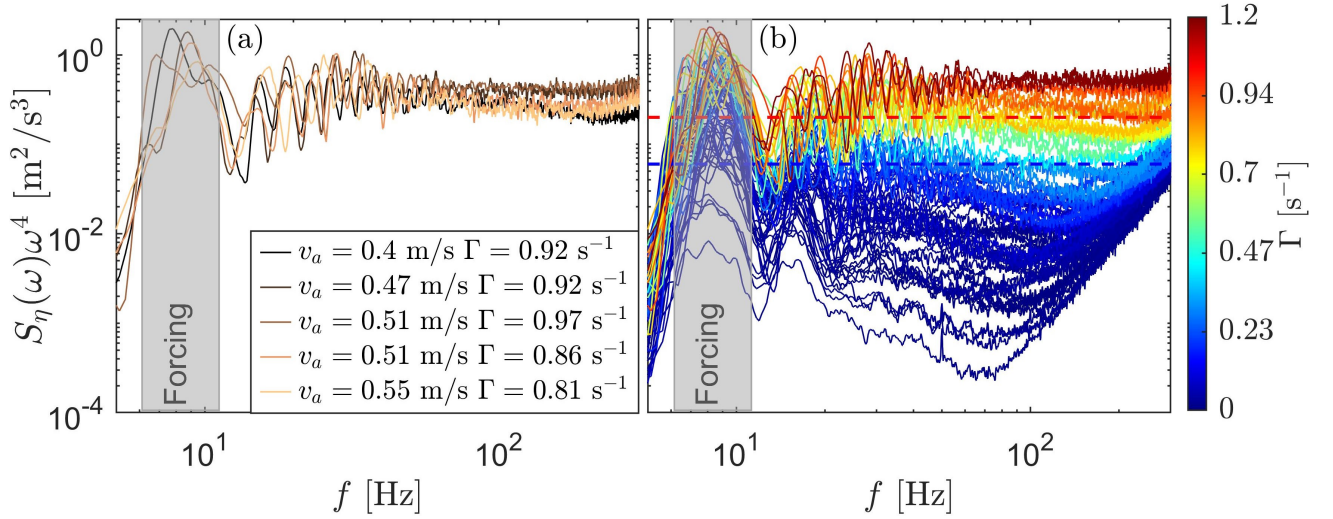 (a)
(b)
10^0
10^-2
10^-4
S_η(ω)ω^4 [m^2/s^3]
Forcing
v_a = 0.4 m/s Γ = 0.92 s^-1
v_a = 0.47 m/s Γ = 0.92 s^-1
v_a = 0.51 m/s Γ = 0.97 s^-1
v_a = 0.51 m/s Γ = 0.86 s^-1
v_a = 0.55 m/s Γ = 0.81 s^-1
10^1
10^2
f [Hz]
Forcing
10^1
10^2
f [Hz]
1.2
0.94
0.7
0.47
0.23
0
Γ [s^-1]